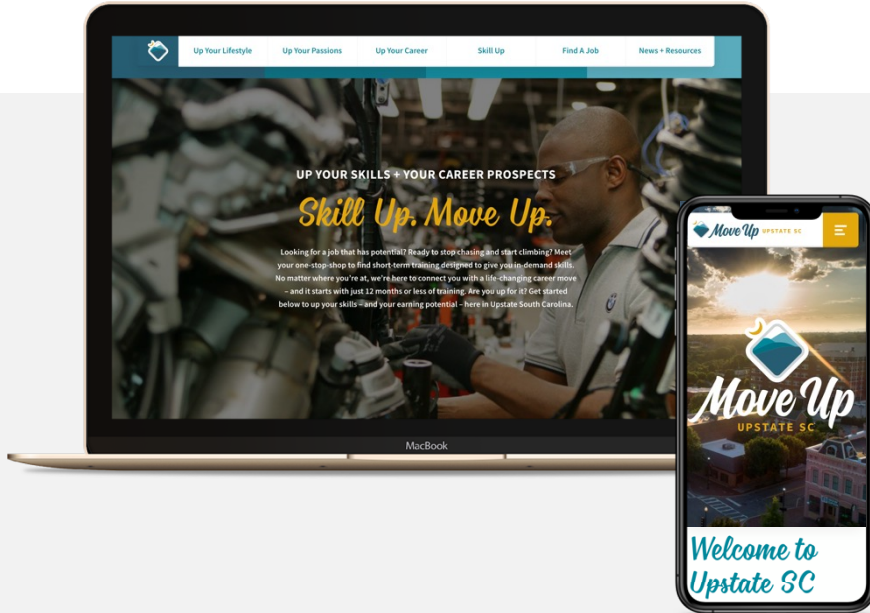 Up Your Lifestyle
Up Your Passions
Up Your Career
Skill Up
Find A Job
News + Resources
UP YOUR SKILLS + YOUR CAREER PROSPECTS
Skill Up. Move Up.
Looking for a job that has potential? Ready to stop chasing and start climbing? Meet
your one-stop-shop to find short-term training designed to give you in-demand skills.
No matter where you're at, we're here to connect you with a life-changing career move
– and it starts with just 12 months or less of training. Are you up for it? Get started
below to up your skills – and your earning potential – here in Upstate South Carolina.
MacBook
Move Up UPSTATE SC
Move Up
UPSTATE SC
Welcome to
Upstate SC